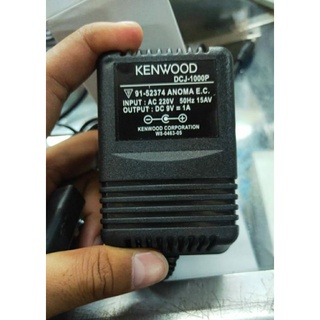 KENWOOD
DCJ-1000P
91-52374 ANOMA E.C.
INPUT : AC 220V 50Hz 15AV
OUTPUT : DC 9V = 1A
KENWOOD CORPORATION
W8-0463-05